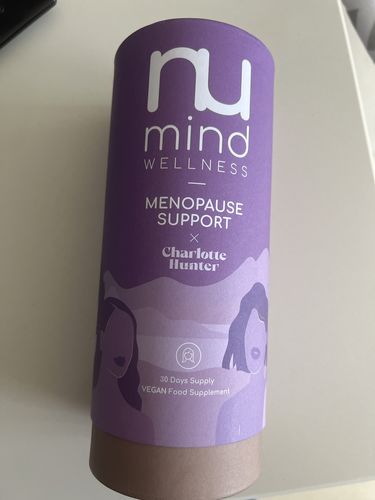 nu
mind
WELLNESS
MENOPAUSE
SUPPORT
×
Charlotte
Hunter
30 Days Supply
VEGAN Food Supplement